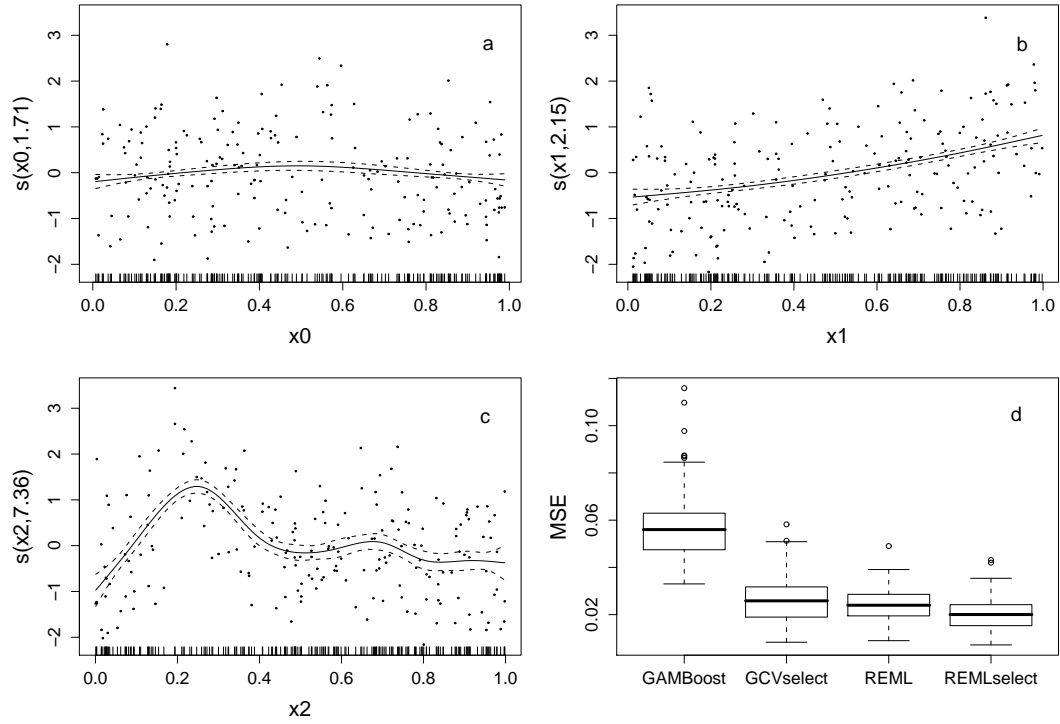 a
s(x0,1.71)
3
2
1
0
−1
−2
0.0 0.2 0.4 0.6 0.8 1.0
x0
b
s(x1,2.15)
3
2
1
0
−1
−2
0.0 0.2 0.4 0.6 0.8 1.0
x1
c
s(x2,7.36)
3
2
1
0
−1
−2
0.0 0.2 0.4 0.6 0.8 1.0
x2
d
MSE
0.10
0.06
0.02
GAMBoost GCVselect REML REMLselect